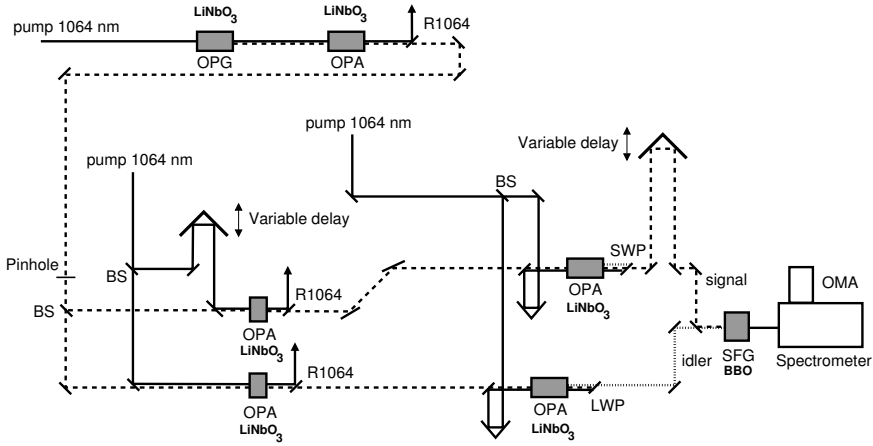 LiNbO3 LiNbO3
pump 1064 nm R1064
OPG OPA
pump 1064 nm
Variable delay
pump 1064 nm
BS
Variable delay
SWP
Pinhole
BS
R1064
signal
OMA
OPA
LiNbO3
BS
OPA
LiNbO3
idler
SFG
BBO
Spectrometer
R1064
LWP
OPA
LiNbO3
OPA
LiNbO3